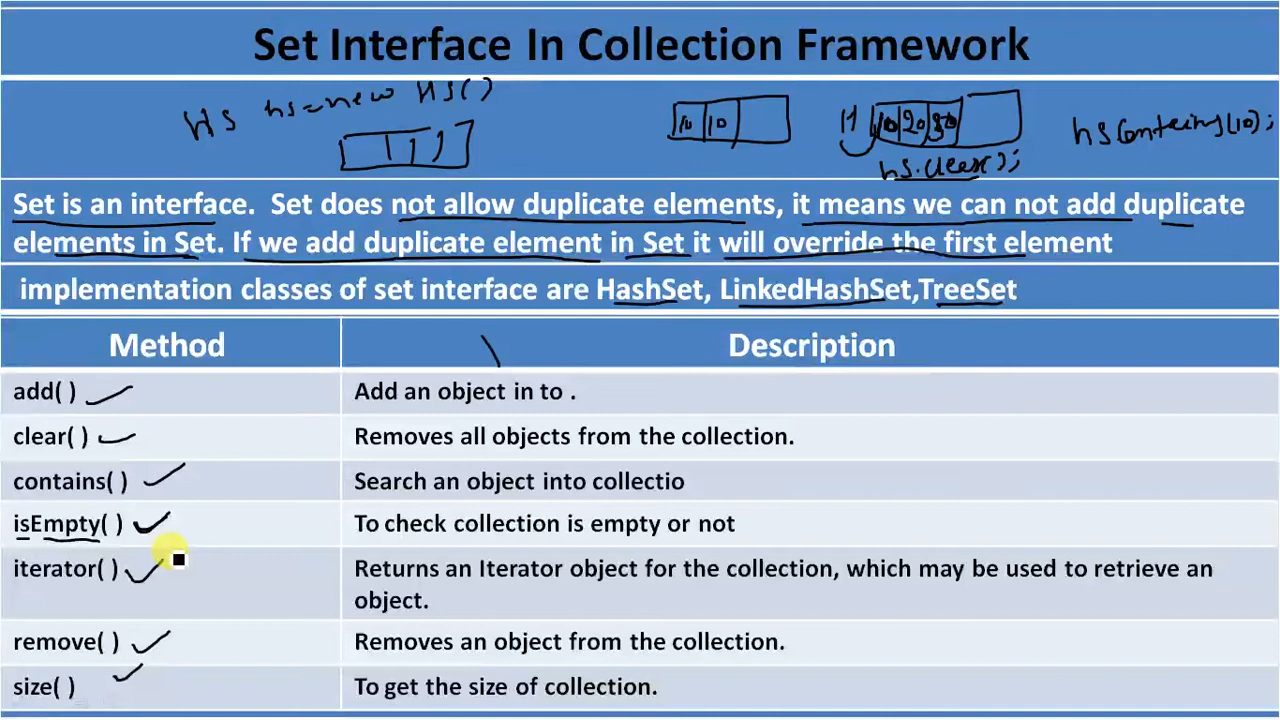 Set Interface In Collection Framework
HS hs=new HS()
10 10
H 10 20 30
hs.clear();
hs
(10);
Set is an interface. Set does not allow duplicate elements, it means we can not add duplicate
elements in Set. If we add duplicate element in Set it will override the first element
implementation classes of set interface are HashSet, LinkedHashSet,TreeSet
Method Description
add( ) Add an object in to .
clear( ) Removes all objects from the collection.
contains( ) Search an object into collectio
isEmpty( ) To check collection is empty or not
iterator( ) Returns an Iterator object for the collection, which may be used to retrieve an
object.
remove( ) Removes an object from the collection.
size( ) To get the size of collection.